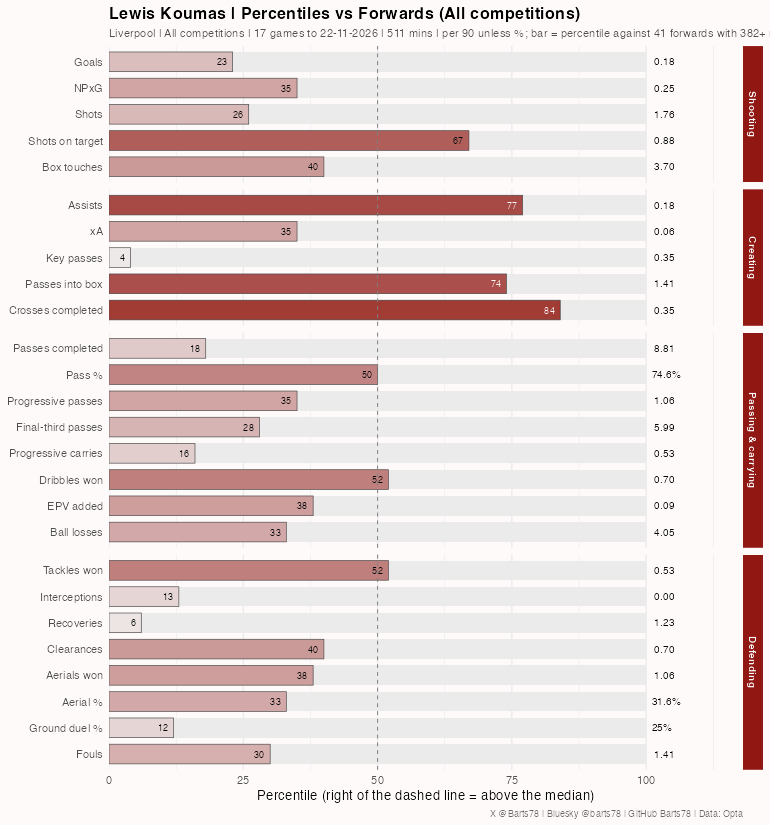 Lewis Koumas | Percentiles vs Forwards (All competitions)
Liverpool | All competitions | 17 games to 22-11-2026 | 511 mins | per 90 unless %; bar = percentile against 41 forwards with 382+
Goals 23 0.18
NPxG 35 0.25
Shots 26 1.76
Shots on target 67 0.88
Box touches 40 3.70
Shooting
Assists 77 0.18
xA 35 0.06
Key passes 4 0.35
Passes into box 74 1.41
Crosses completed 84 0.35
Creating
Passes completed 18 8.81
Pass % 50 74.6%
Progressive passes 35 1.06
Final-third passes 28 5.99
Progressive carries 16 0.53
Dribbles won 52 0.70
EPV added 38 0.09
Ball losses 33 4.05
Passing & carrying
Tackles won 52 0.53
Interceptions 13 0.00
Recoveries 6 1.23
Clearances 40 0.70
Aerials won 38 1.06
Aerial % 33 31.6%
Ground duel % 12 25%
Fouls 30 1.41
Defending
0 25 50 75 100
Percentile (right of the dashed line = above the median)
X @Barts78 | Bluesky @barts78 | GitHub Barts78 | Data: Opta